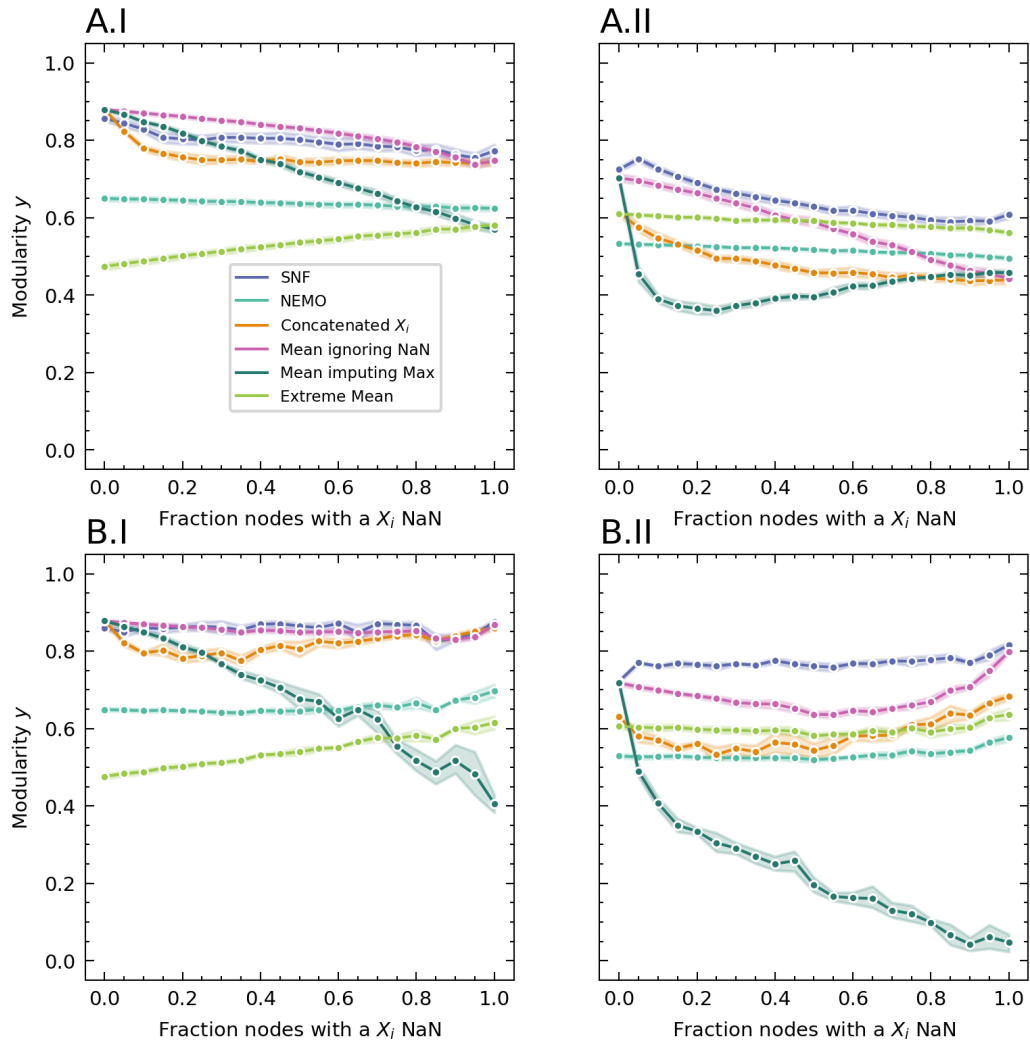 A.I
A.II
Modularity y
1.0
0.8
0.6
0.4
0.2
0.0
SNF
NEMO
Concatenated Xi
Mean ignoring NaN
Mean imputing Max
Extreme Mean
0.0 0.2 0.4 0.6 0.8 1.0
0.0 0.2 0.4 0.6 0.8 1.0
Fraction nodes with a Xi NaN
Fraction nodes with a Xi NaN
B.I
B.II
Modularity y
1.0
0.8
0.6
0.4
0.2
0.0
0.0 0.2 0.4 0.6 0.8 1.0
0.0 0.2 0.4 0.6 0.8 1.0
Fraction nodes with a Xi NaN
Fraction nodes with a Xi NaN